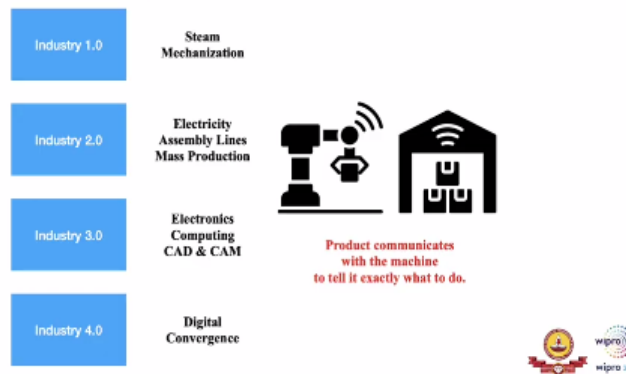 Industry 1.0
Steam
Mechanization
Industry 2.0
Electricity
Assembly Lines
Mass Production
Industry 3.0
Electronics
Computing
CAD & CAM
Product communicates
with the machine
to tell it exactly what to do.
Industry 4.0
Digital
Convergence
wipro
wipro